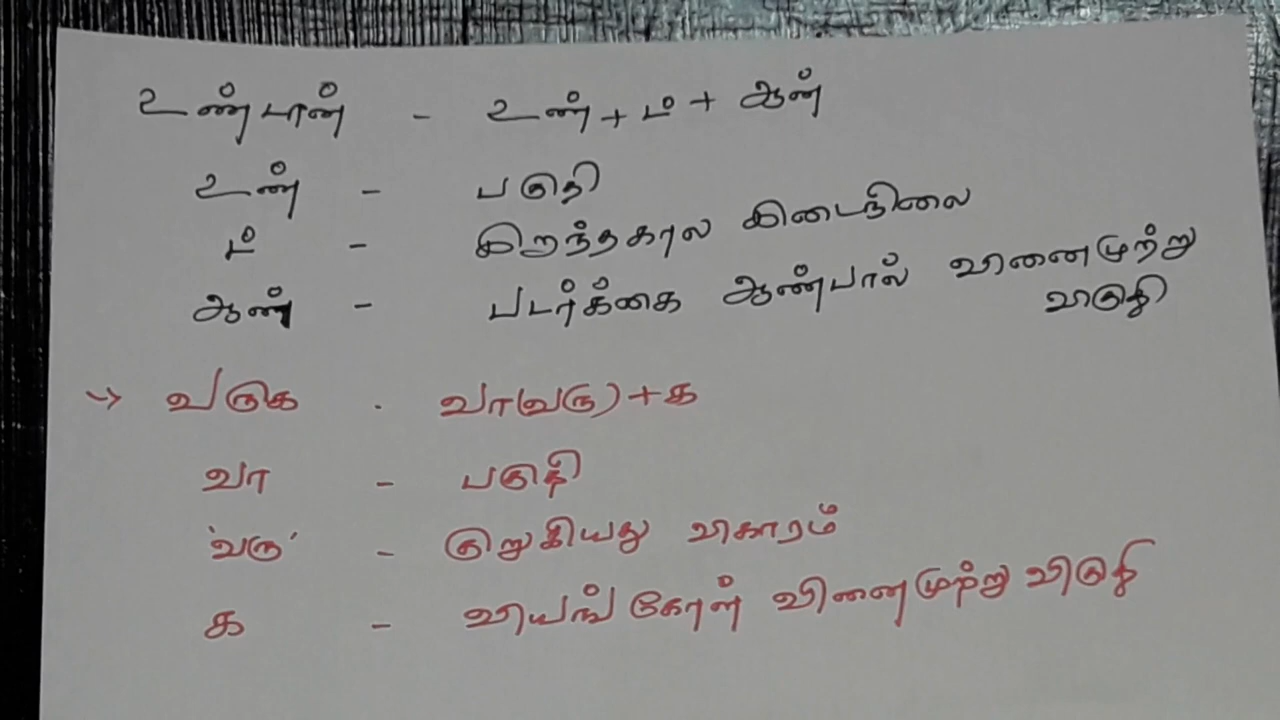 உண்டான் - உண் + ட் + ஆன்
உண் - பகுதி
ட் - இறந்தகால இடைநிலை
ஆன் - படர்க்கை ஆண்பால் வினைமுற்று
விகுதி
→ வருக - வா(வரு)+க
வா - பகுதி
'வரு' - குறுகியது விகாரம்
க - வியங்கோள் வினைமுற்று விகுதி